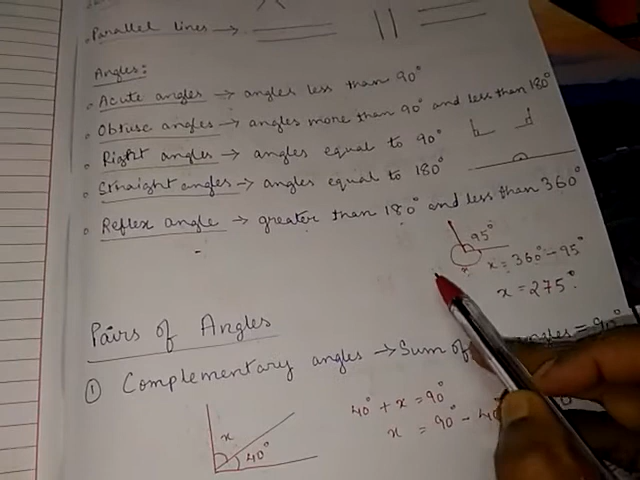 • Parallel lines →
Angles:
• Acute angles → angles less than 90°
• Obtuse angles → angles more than 90° and less than 180°
• Right angles → angles equal to 90°
• Straight angles → angles equal to 180°
• Reflex angle → greater than 180° and less than 360°
95°
x
x = 360° - 95°
x = 275°
Pairs of Angles
① Complementary angles → Sum of angles = 90°
x
40°
40° + x = 90°
x = 90° - 40°